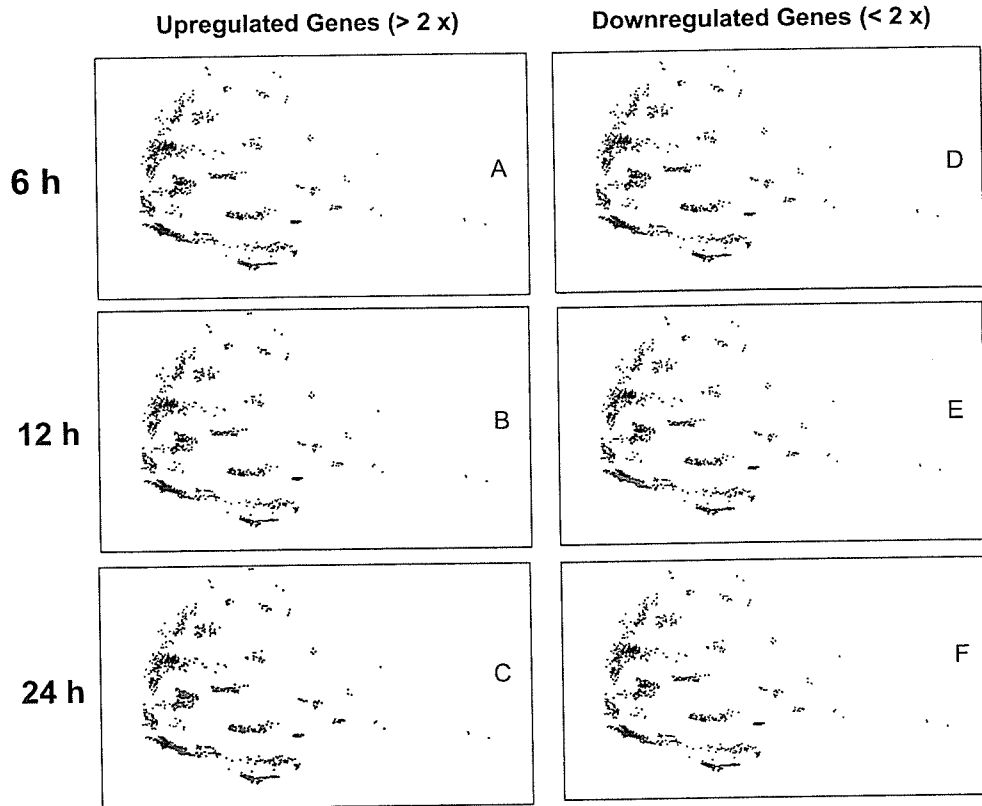 Upregulated Genes (> 2 x)
Downregulated Genes (< 2 x)
6 h
A
D
12 h
B
E
24 h
C
F